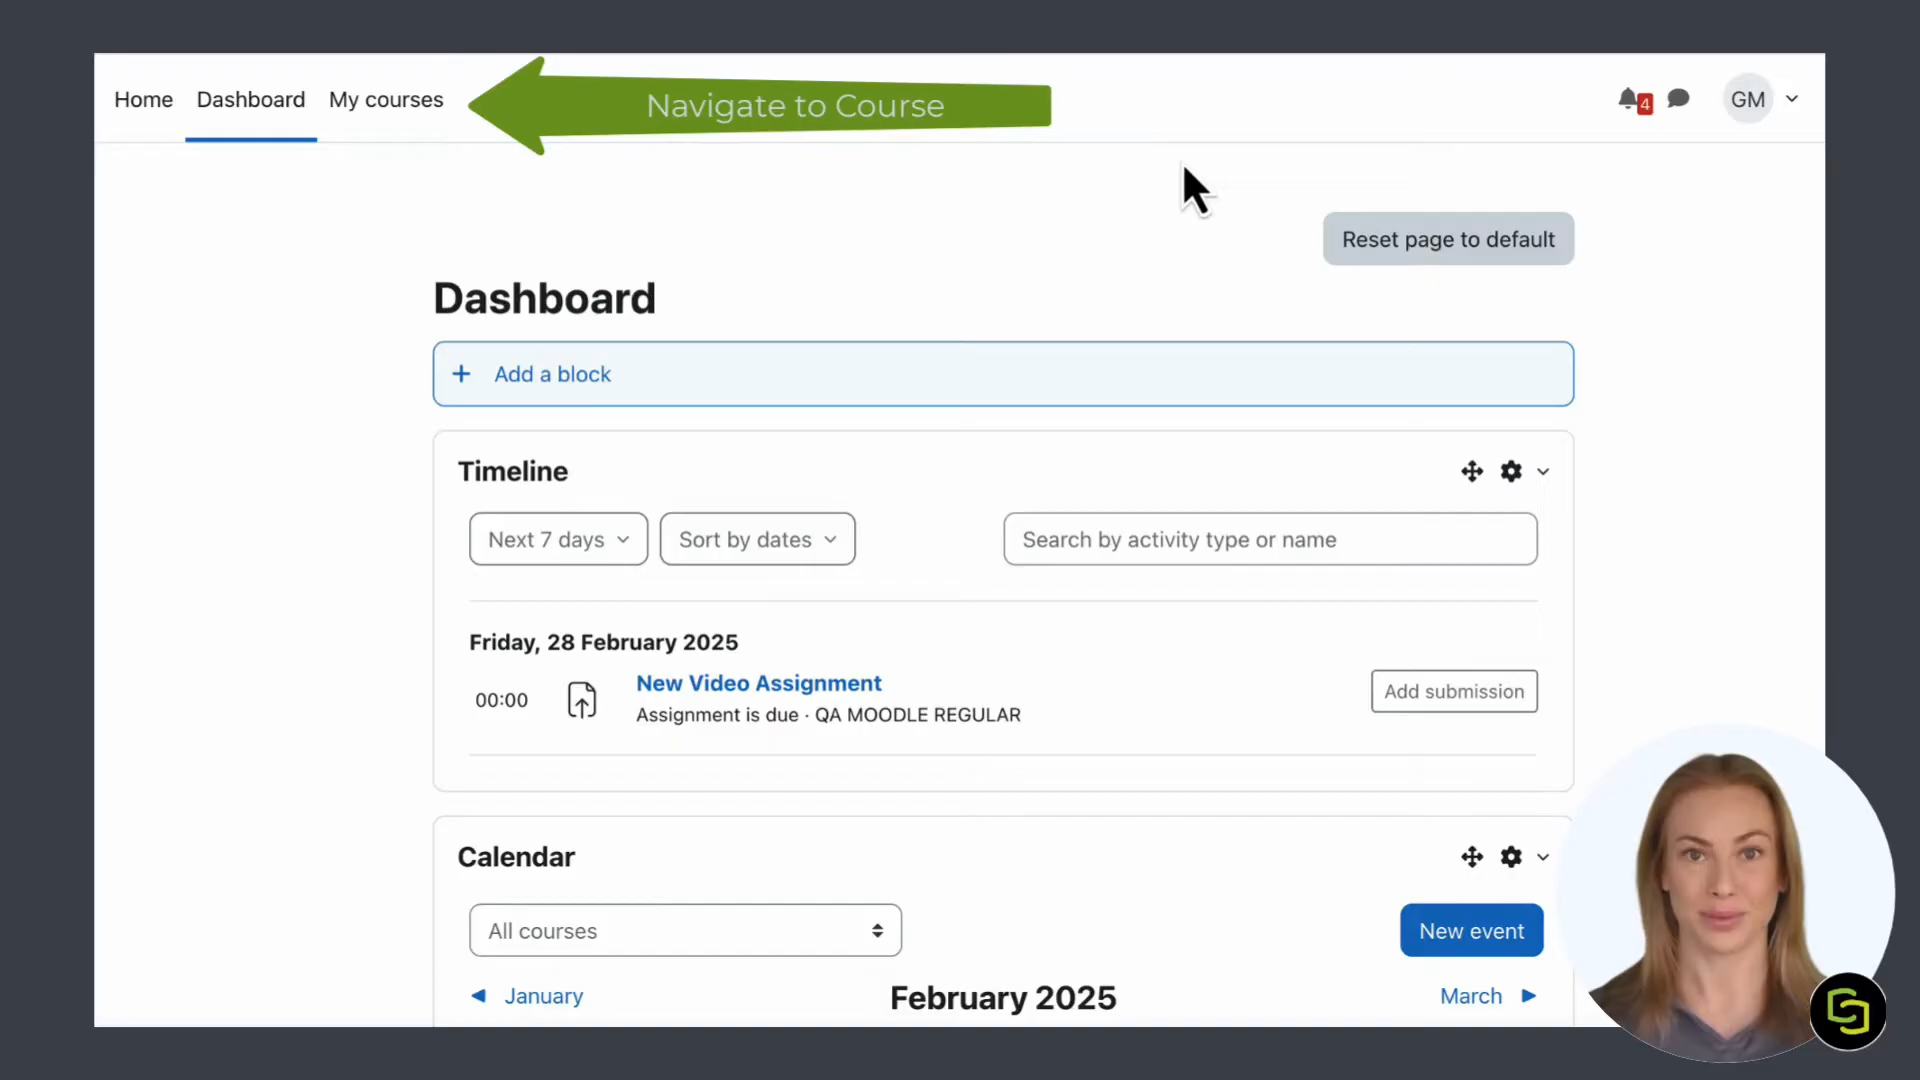 Home Dashboard My courses
Navigate to Course
4
GM
Reset page to default
Dashboard
+ Add a block
Timeline
Next 7 days
Sort by dates
Search by activity type or name
Friday, 28 February 2025
00:00
New Video Assignment
Assignment is due · QA MOODLE REGULAR
Add submission
Calendar
All courses
New event
◀ January
February 2025
March ▶